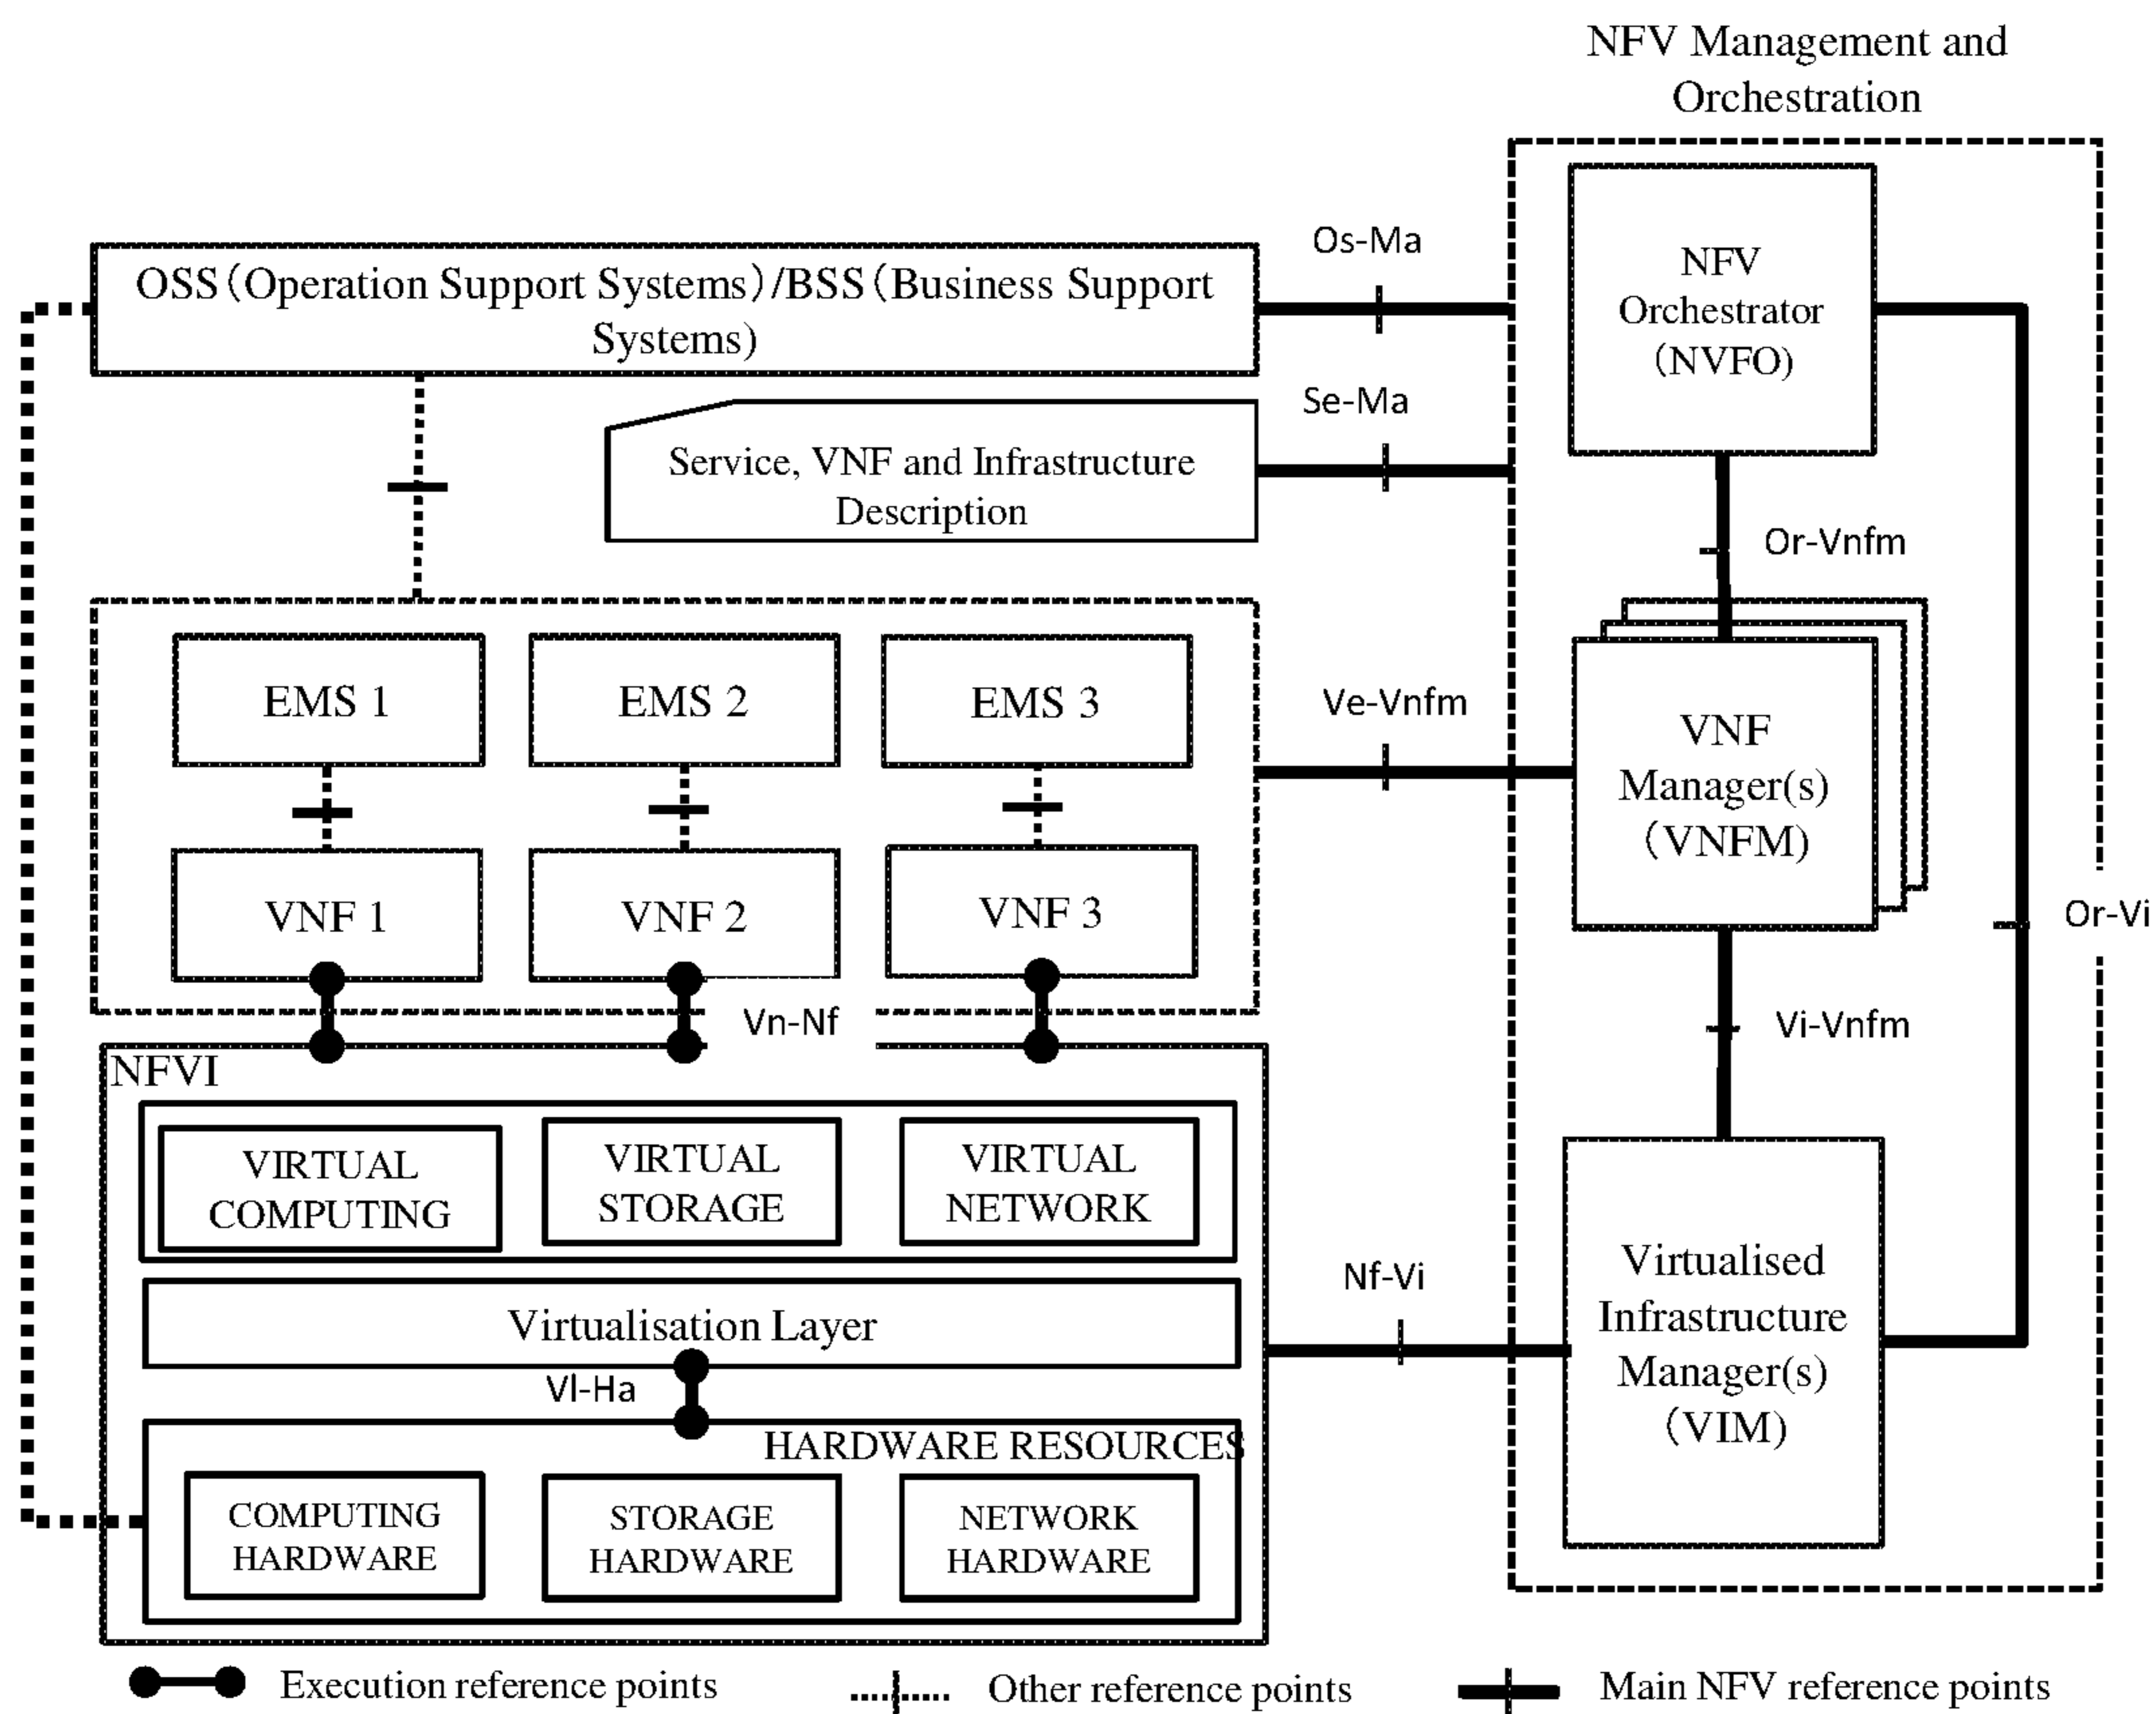 NFV Management and
Orchestration
OSS（Operation Support Systems）/BSS（Business Support
Systems)
Os-Ma
NFV
Orchestrator
（NVFO)
Se-Ma
Service, VNF and Infrastructure
Description
Or-Vnfm
EMS 1
EMS 2
EMS 3
Ve-Vnfm
VNF
Manager(s)
（VNFM)
VNF 1
VNF 2
VNF 3
Or-Vi
Vn-Nf
Vi-Vnfm
NFVI
VIRTUAL
COMPUTING
VIRTUAL
STORAGE
VIRTUAL
NETWORK
Nf-Vi
Virtualised
Infrastructure
Manager(s)
（VIM)
Virtualisation Layer
Vl-Ha
HARDWARE RESOURCES
COMPUTING
HARDWARE
STORAGE
HARDWARE
NETWORK
HARDWARE
Execution reference points
Other reference points
Main NFV reference points